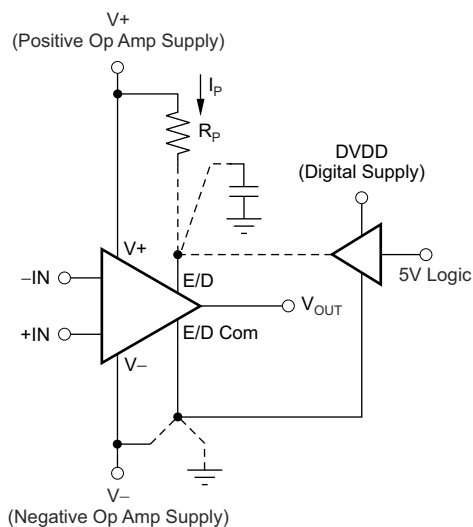 V+
(Positive Op Amp Supply)
I_P
R_P
DVDD
(Digital Supply)
V+
–IN
E/D
5V Logic
V_OUT
+IN
E/D Com
V–
V–
(Negative Op Amp Supply)